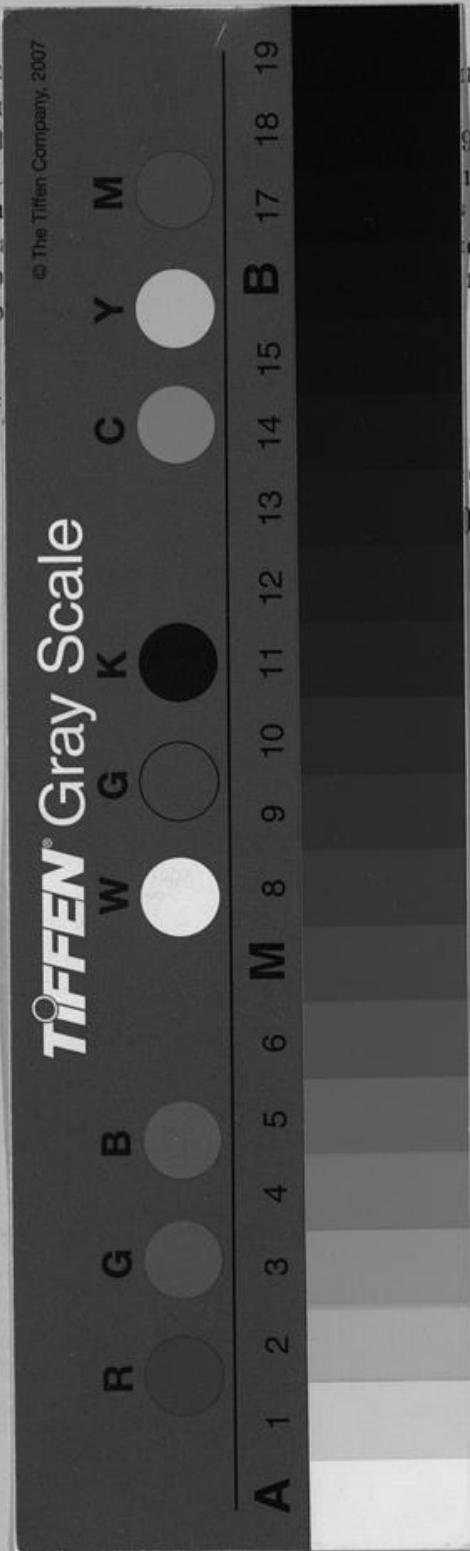 TIFFEN® Gray Scale
© The Tiffen Company, 2007
R G B W G K C Y M
A 1 2 3 4 5 6 M 8 9 10 11 12 13 14 15 B 17 18 19